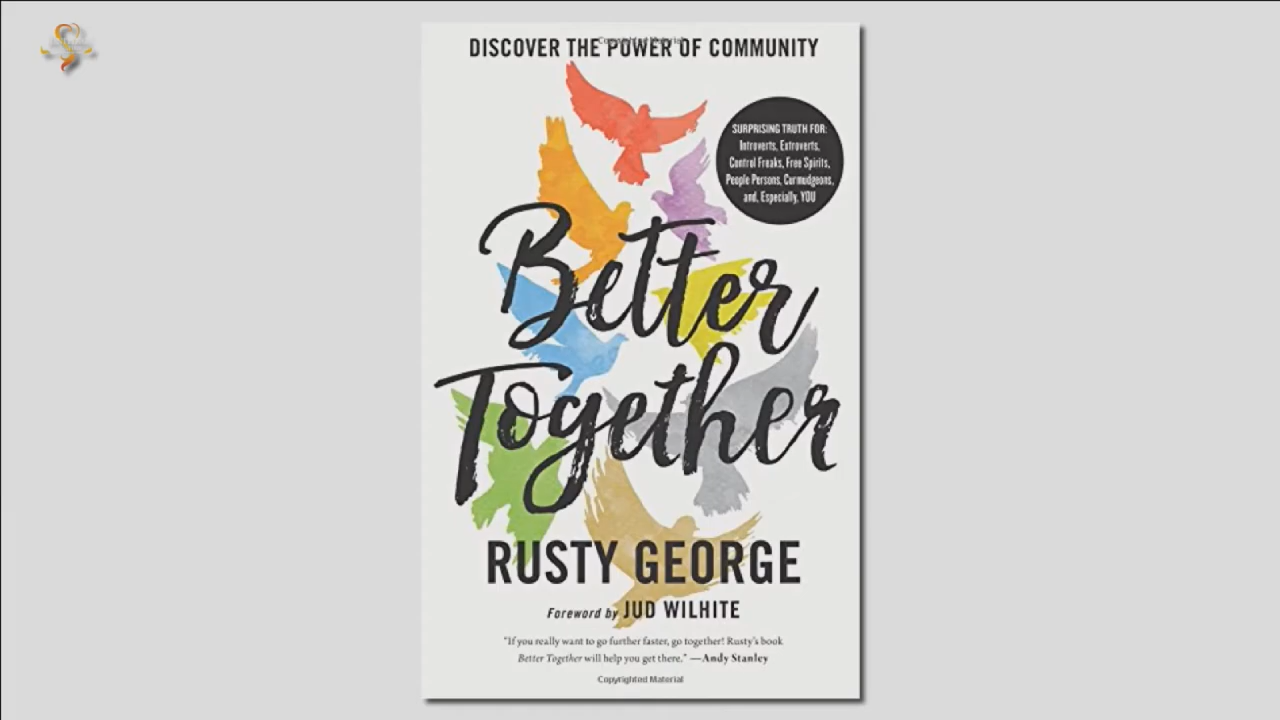 Copyrighted Material
DISCOVER THE POWER OF COMMUNITY
SURPRISING TRUTH FOR:
Introverts, Extroverts,
Control Freaks, Free Spirits,
People Persons, Curmudgeons,
and, Especially, YOU
Better
Together
RUSTY GEORGE
Foreword by JUD WILHITE
"If you really want to go further faster, go together! Rusty's book
Better Together will help you get there." —Andy Stanley
Copyrighted Material